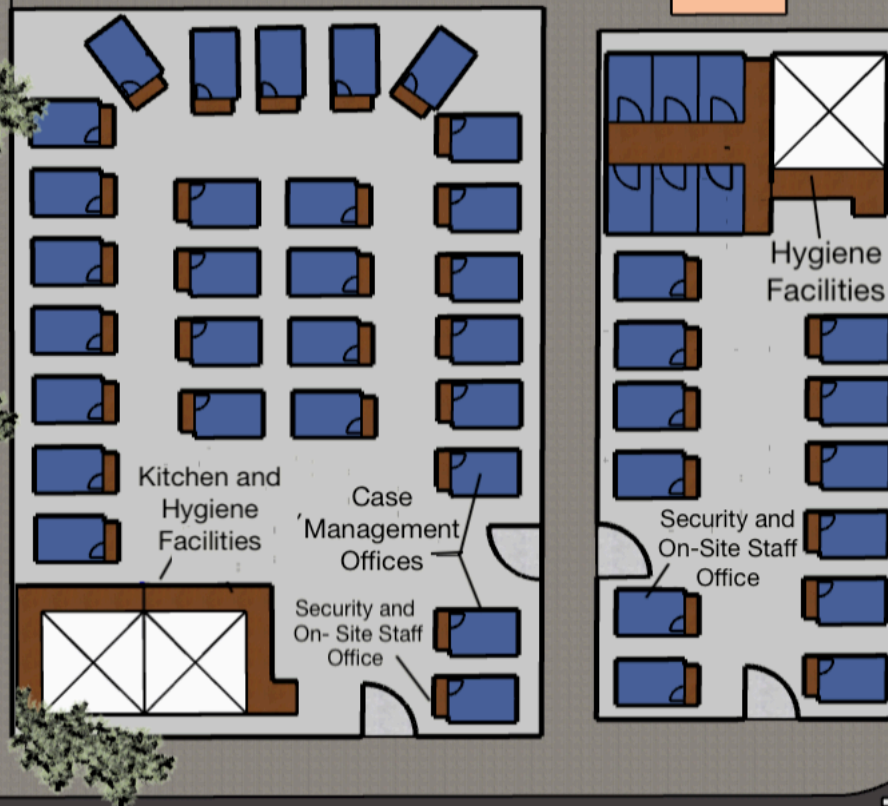 Kitchen and
Hygiene
Facilities
Case
Management
Offices
Security and
On- Site Staff
Office
Hygiene
Facilities
Security and
On-Site Staff
Office